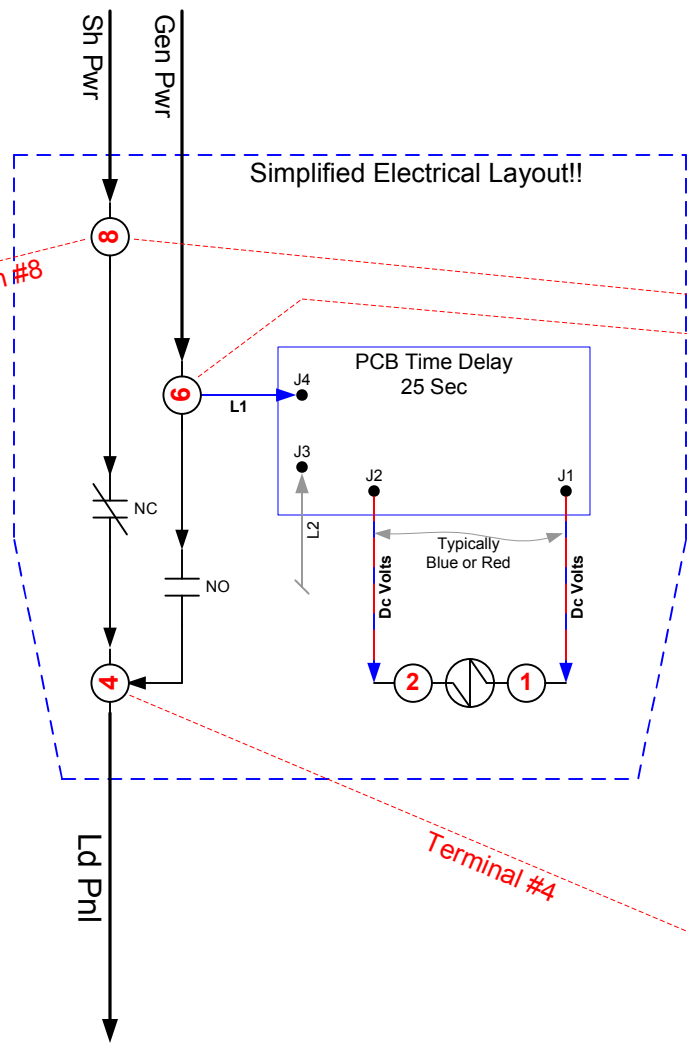 Sh Pwr
Gen Pwr
Simplified Electrical Layout!!
8
#8
PCB Time Delay
25 Sec
6
L1
J4
J3
J2
J1
L2
NC
NO
Typically
Blue or Red
Dc Volts
Dc Volts
4
2
1
Terminal #4
Ld Pnl